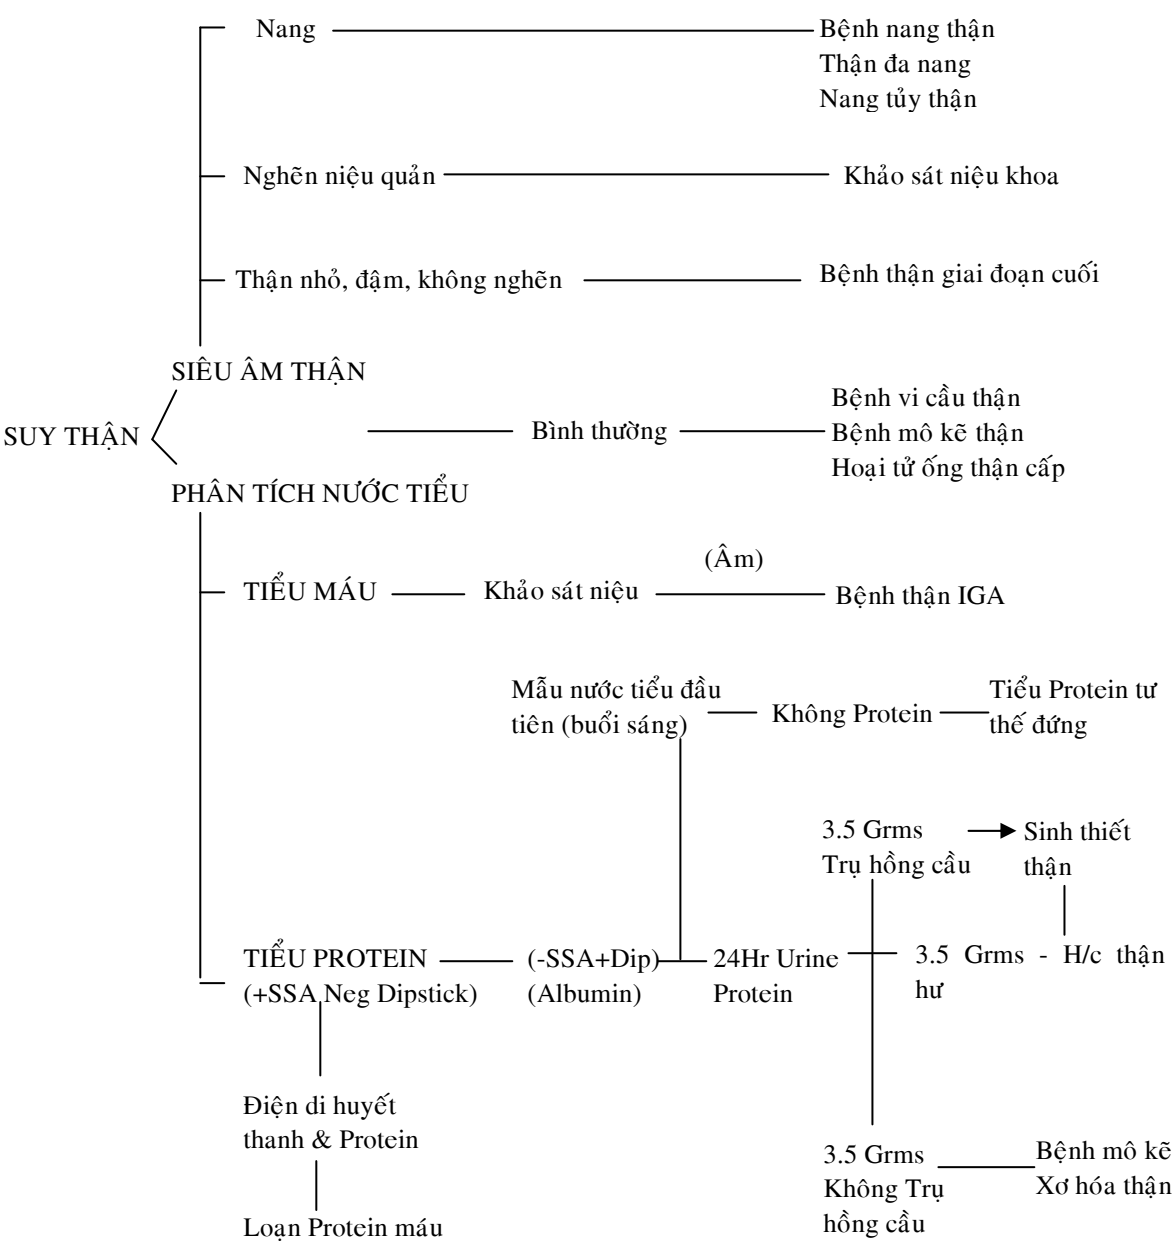 Nang
Bệnh nang thận
Thận đa nang
Nang tủy thận
Nghẽn niệu quản
Khảo sát niệu khoa
Thận nhỏ, đậm, không nghẽn
Bệnh thận giai đoạn cuối
SIÊU ÂM THẬN
SUY THẬN
Bình thường
Bệnh vi cầu thận
Bệnh mô kẽ thận
Hoại tử ống thận cấp
PHÂN TÍCH NƯỚC TIỂU
TIỂU MÁU
Khảo sát niệu
(Âm)
Bệnh thận IGA
Mẫu nước tiểu đầu
tiên (buổi sáng)
Không Protein
Tiểu Protein tư
thế đứng
3.5 Grms
Trụ hồng cầu
Sinh thiết
thận
TIỂU PROTEIN
(+SSA Neg Dipstick)
(-SSA+Dip)
(Albumin)
24Hr Urine
Protein
3.5 Grms - H/c thận
hư
Điện di huyết
thanh & Protein
Loạn Protein máu
3.5 Grms
Không Trụ
hồng cầu
Bệnh mô kẽ
Xơ hóa thận